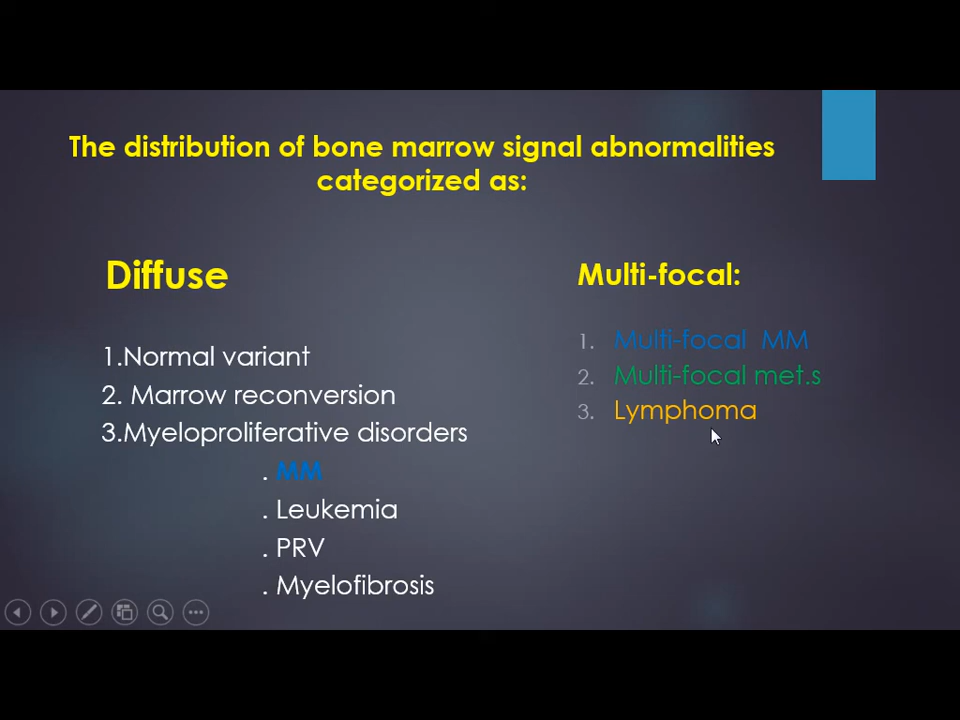 The distribution of bone marrow signal abnormalities
categorized as:
Diffuse
1.Normal variant
2. Marrow reconversion
3.Myeloproliferative disorders
. MM
. Leukemia
. PRV
. Myelofibrosis
Multi-focal:
1. Multi-focal MM
2. Multi-focal met.s
3. Lymphoma